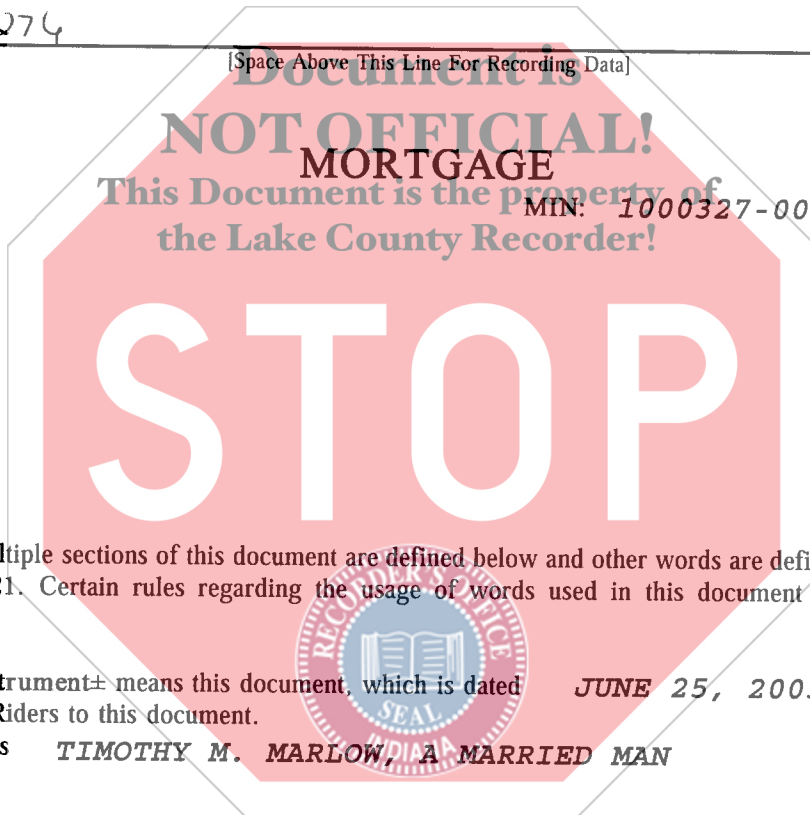 276
[Space Above This Line For Recording Data]
Document is
NOT OFFICIAL!
MORTGAGE
This Document is the property of
MIN: 1000327-00
the Lake County Recorder!
STOP
ltiple sections of this document are defined below and other words are defi
1. Certain rules regarding the usage of words used in this document
RECORDER'S OFFICE
trument± means this document, which is dated JUNE 25, 200
Riders to this document.
SEAL
INDIANA
s TIMOTHY M. MARLOW, A MARRIED MAN